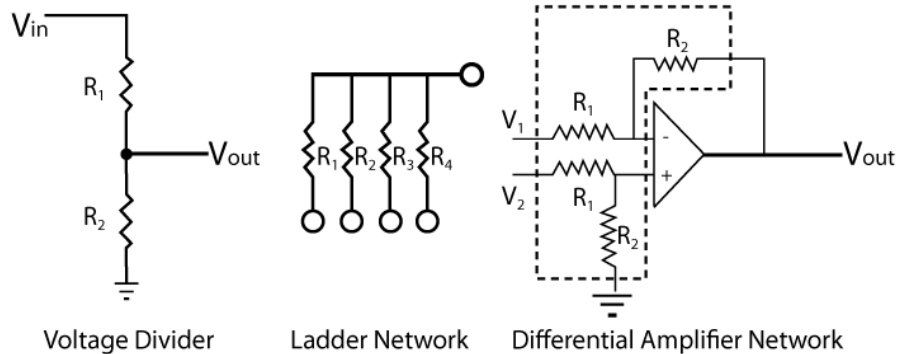 Vin
R1
Vout
R2
Voltage Divider
R1 R2 R3 R4
Ladder Network
R2
R1
V1
-
Vout
+
V2
R1
R2
Differential Amplifier Network